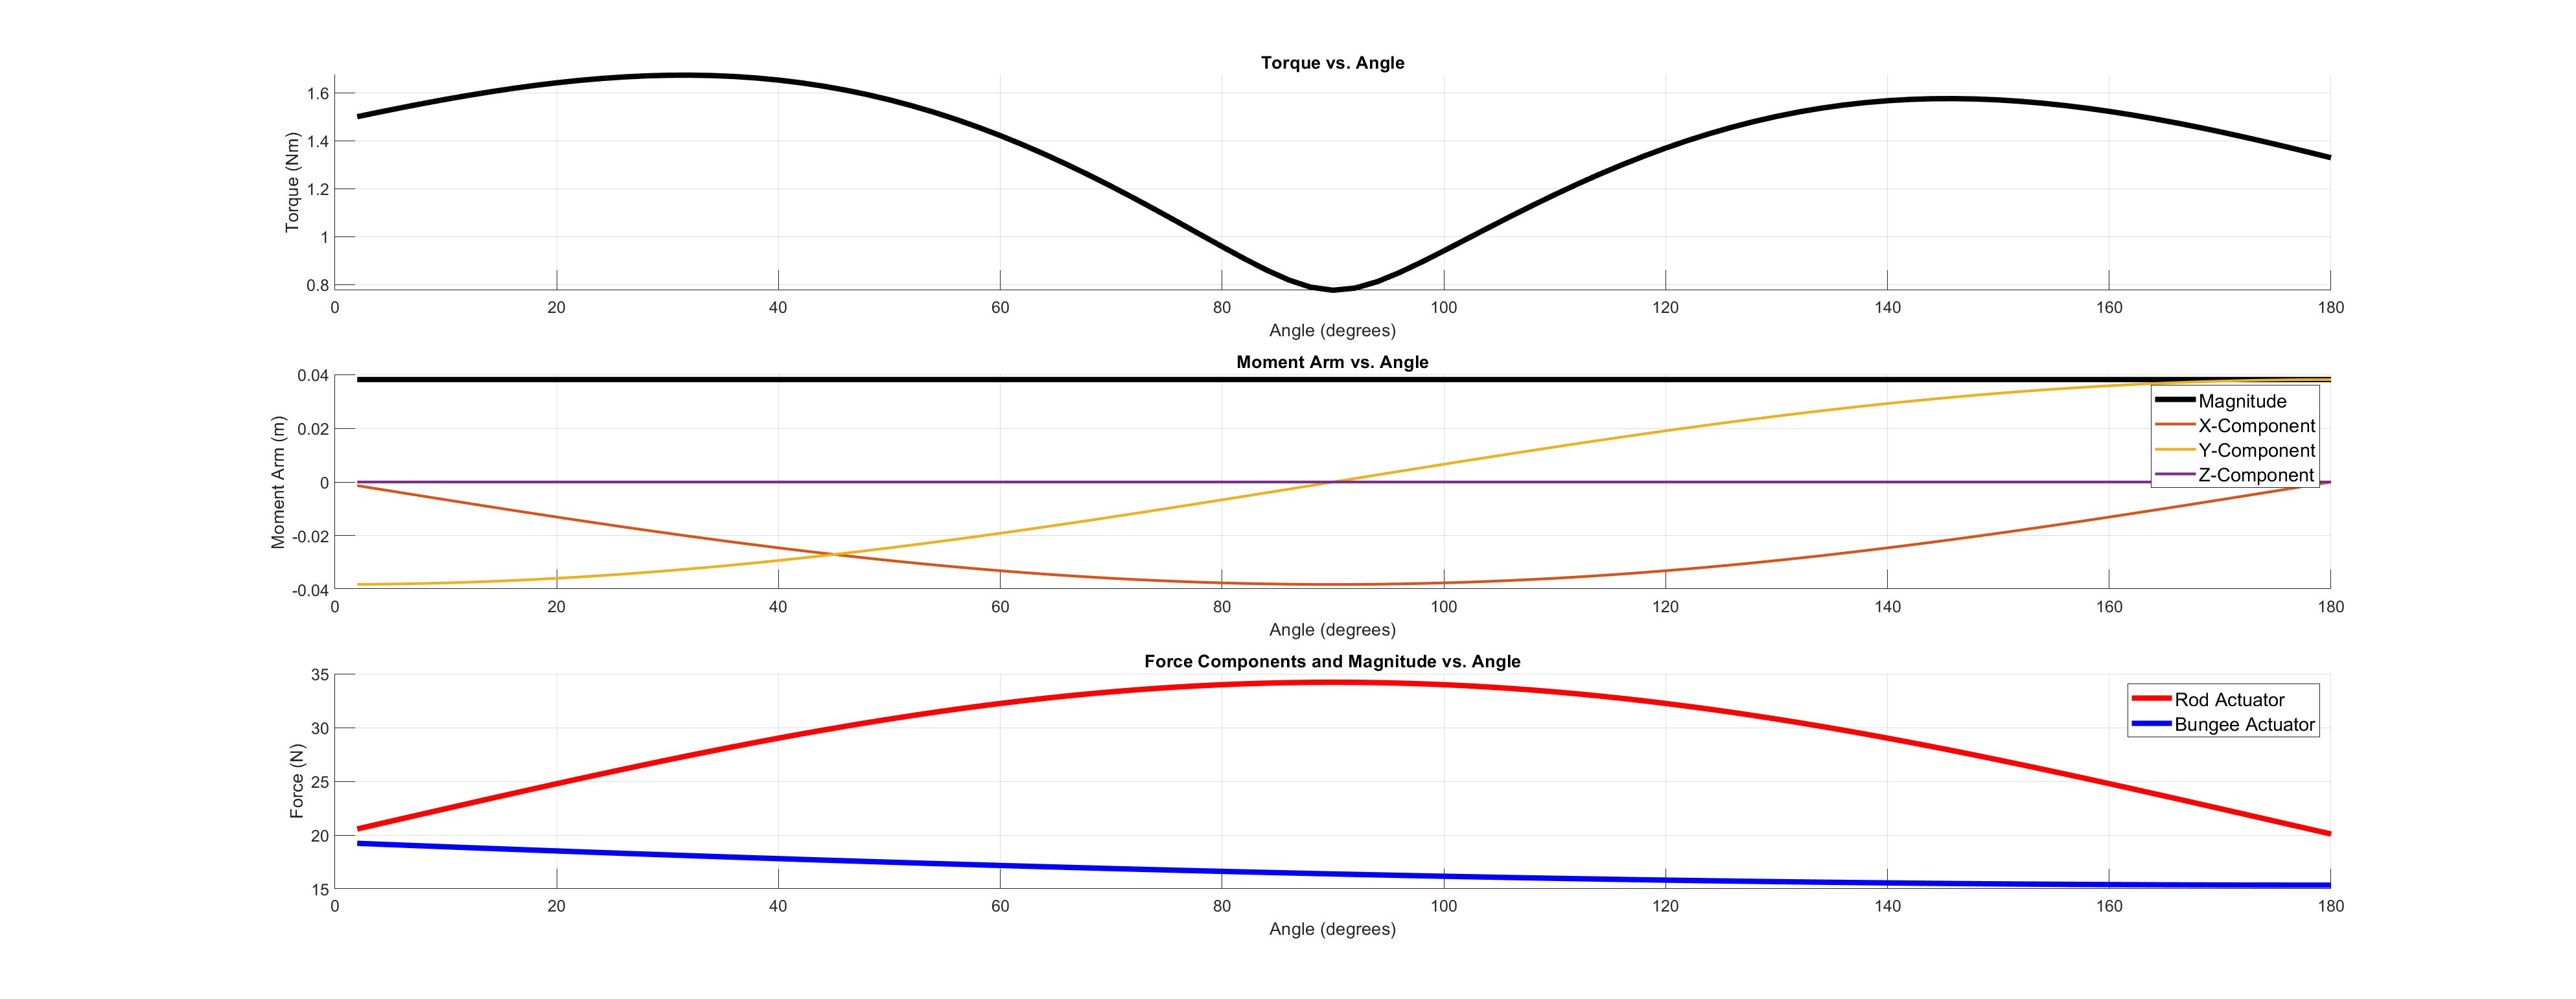 Torque vs. Angle
Torque (Nm)
1.6
1.4
1.2
1
0.8
0 20 40 60 80 100 120 140 160 180
Angle (degrees)
Moment Arm vs. Angle
Moment Arm (m)
0.04
0.02
0
-0.02
-0.04
Magnitude
X-Component
Y-Component
Z-Component
0 20 40 60 80 100 120 140 160 180
Angle (degrees)
Force Components and Magnitude vs. Angle
Force (N)
35
30
25
20
15
Rod Actuator
Bungee Actuator
0 20 40 60 80 100 120 140 160 180
Angle (degrees)